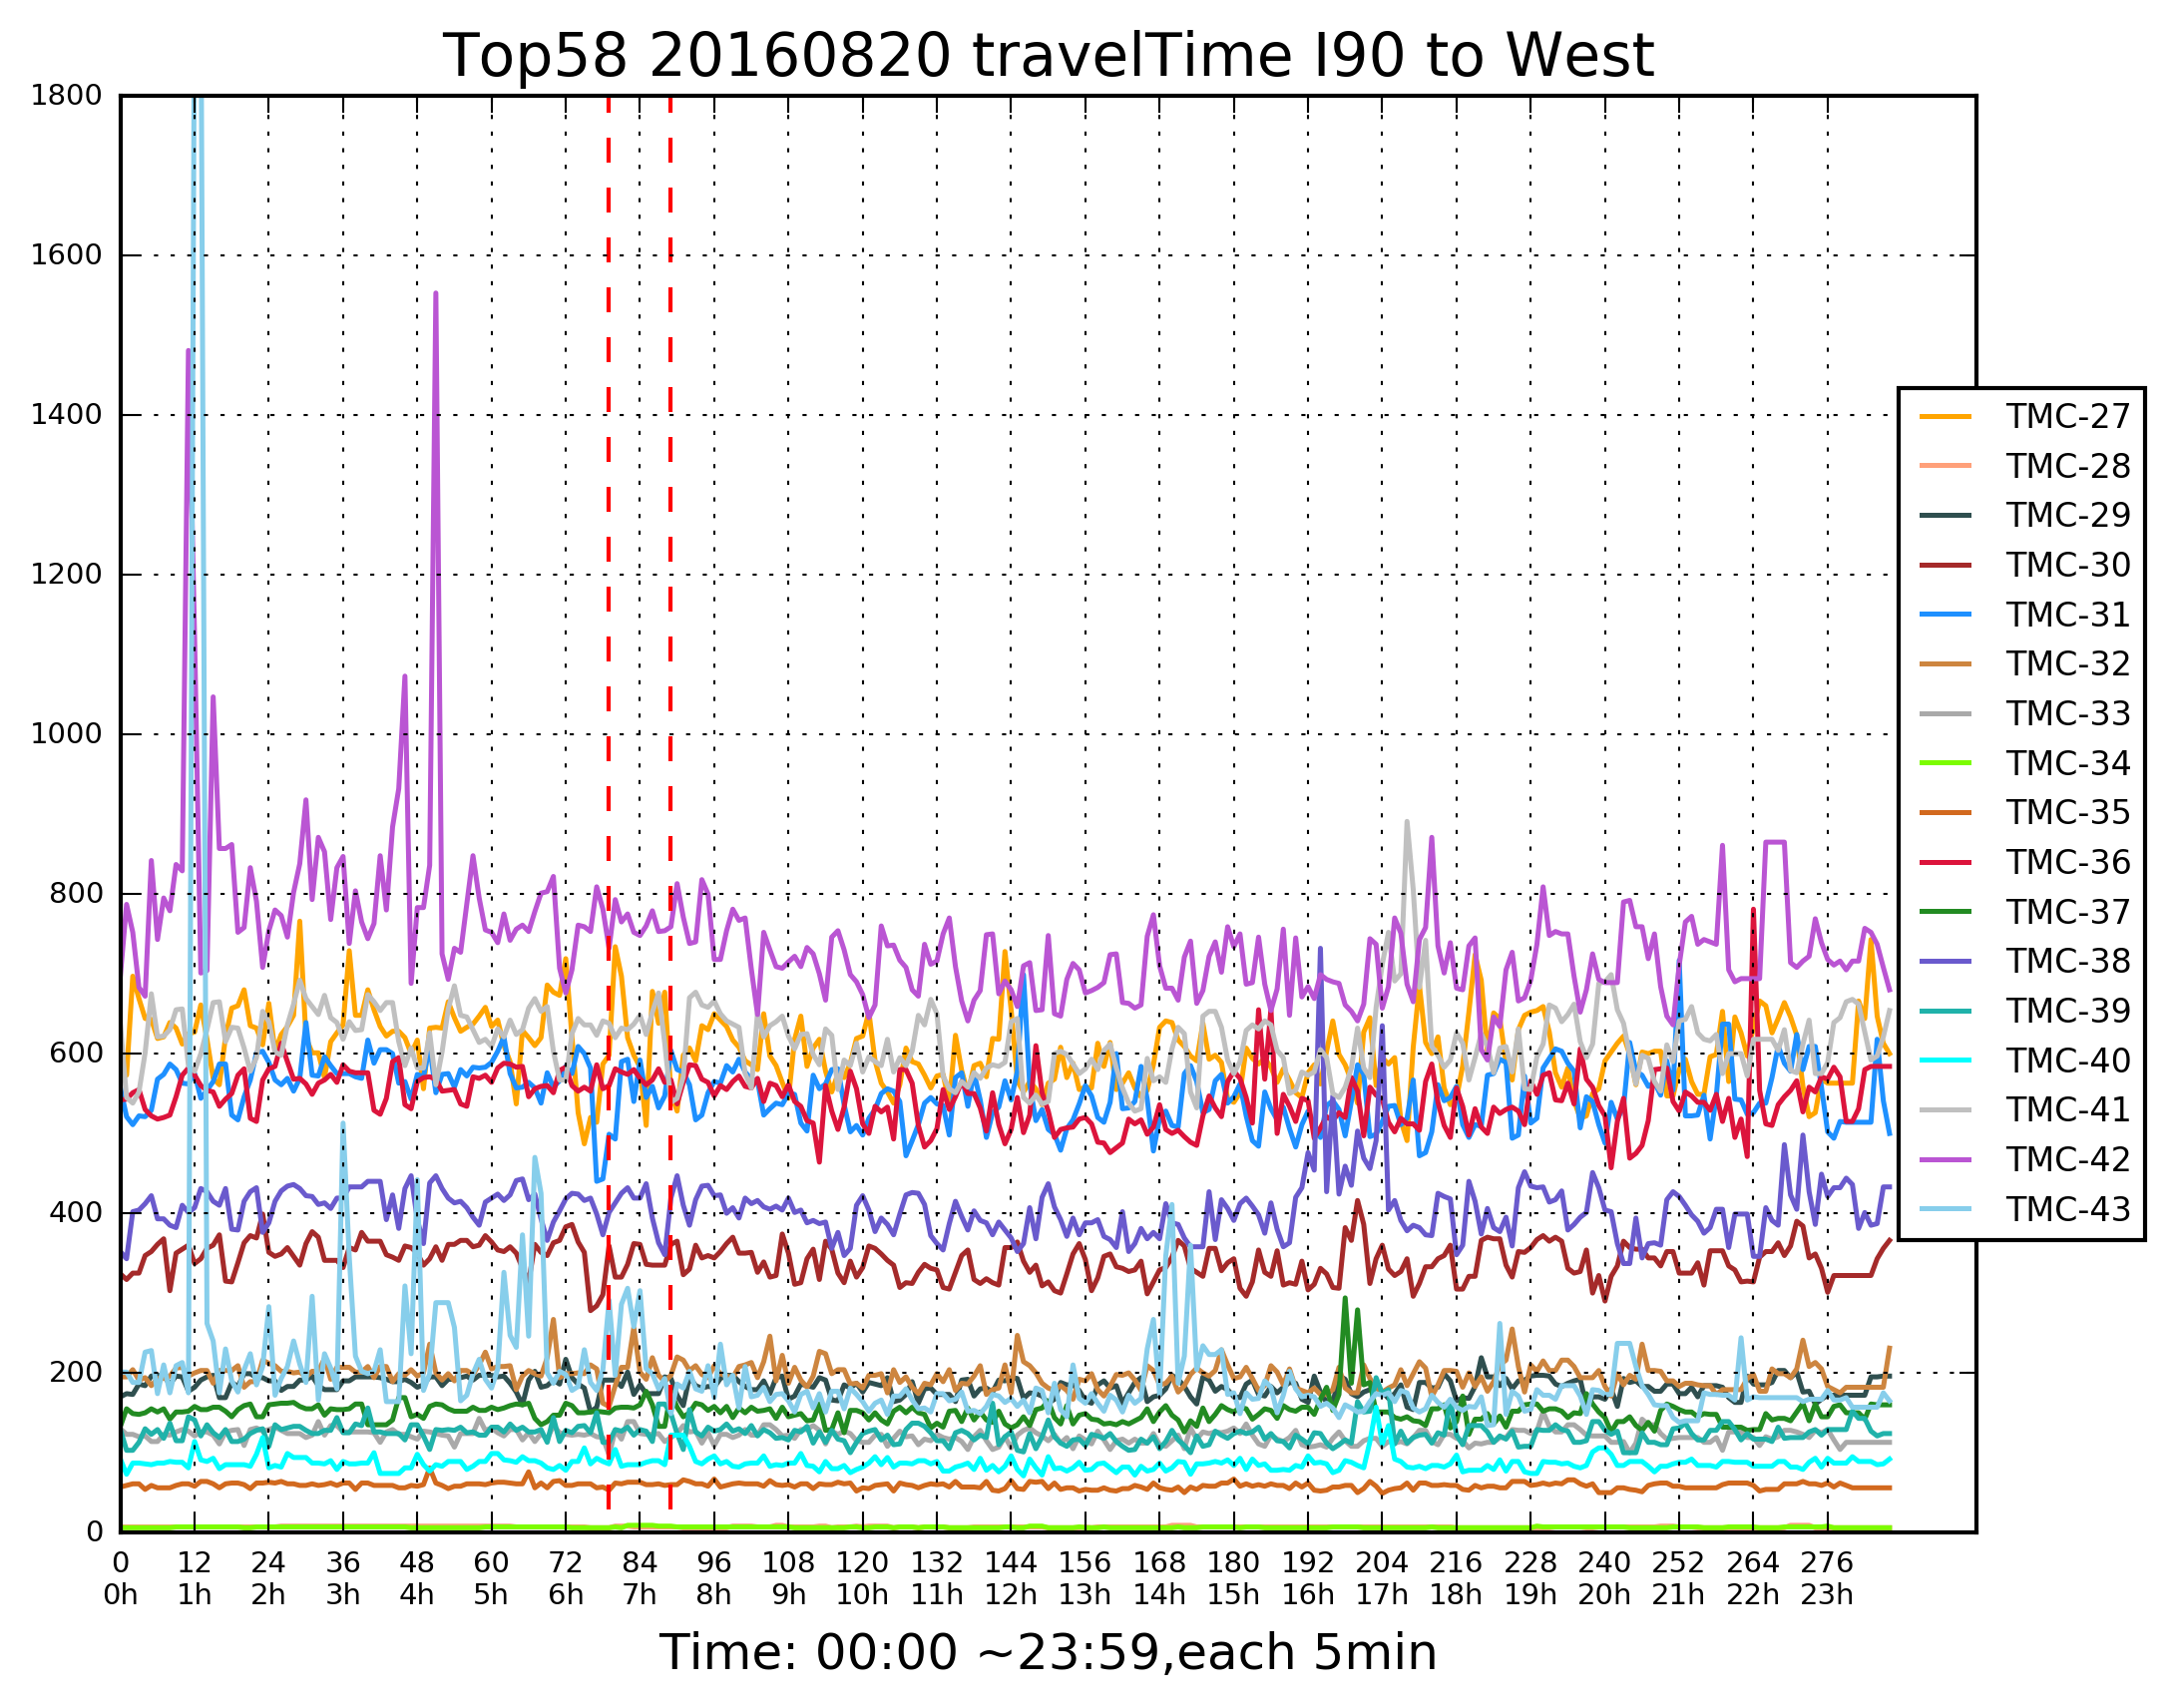 Top58 20160820 travelTime I90 to West
1800
1600
1400
1200
1000
800
600
400
200
0
TMC-27
TMC-28
TMC-29
TMC-30
TMC-31
TMC-32
TMC-33
TMC-34
TMC-35
TMC-36
TMC-37
TMC-38
TMC-39
TMC-40
TMC-41
TMC-42
TMC-43
0 12 24 36 48 60 72 84 96 108 120 132 144 156 168 180 192 204 216 228 240 252 264 276
0h 1h 2h 3h 4h 5h 6h 7h 8h 9h 10h 11h 12h 13h 14h 15h 16h 17h 18h 19h 20h 21h 22h 23h
Time: 00:00 ~23:59,each 5min